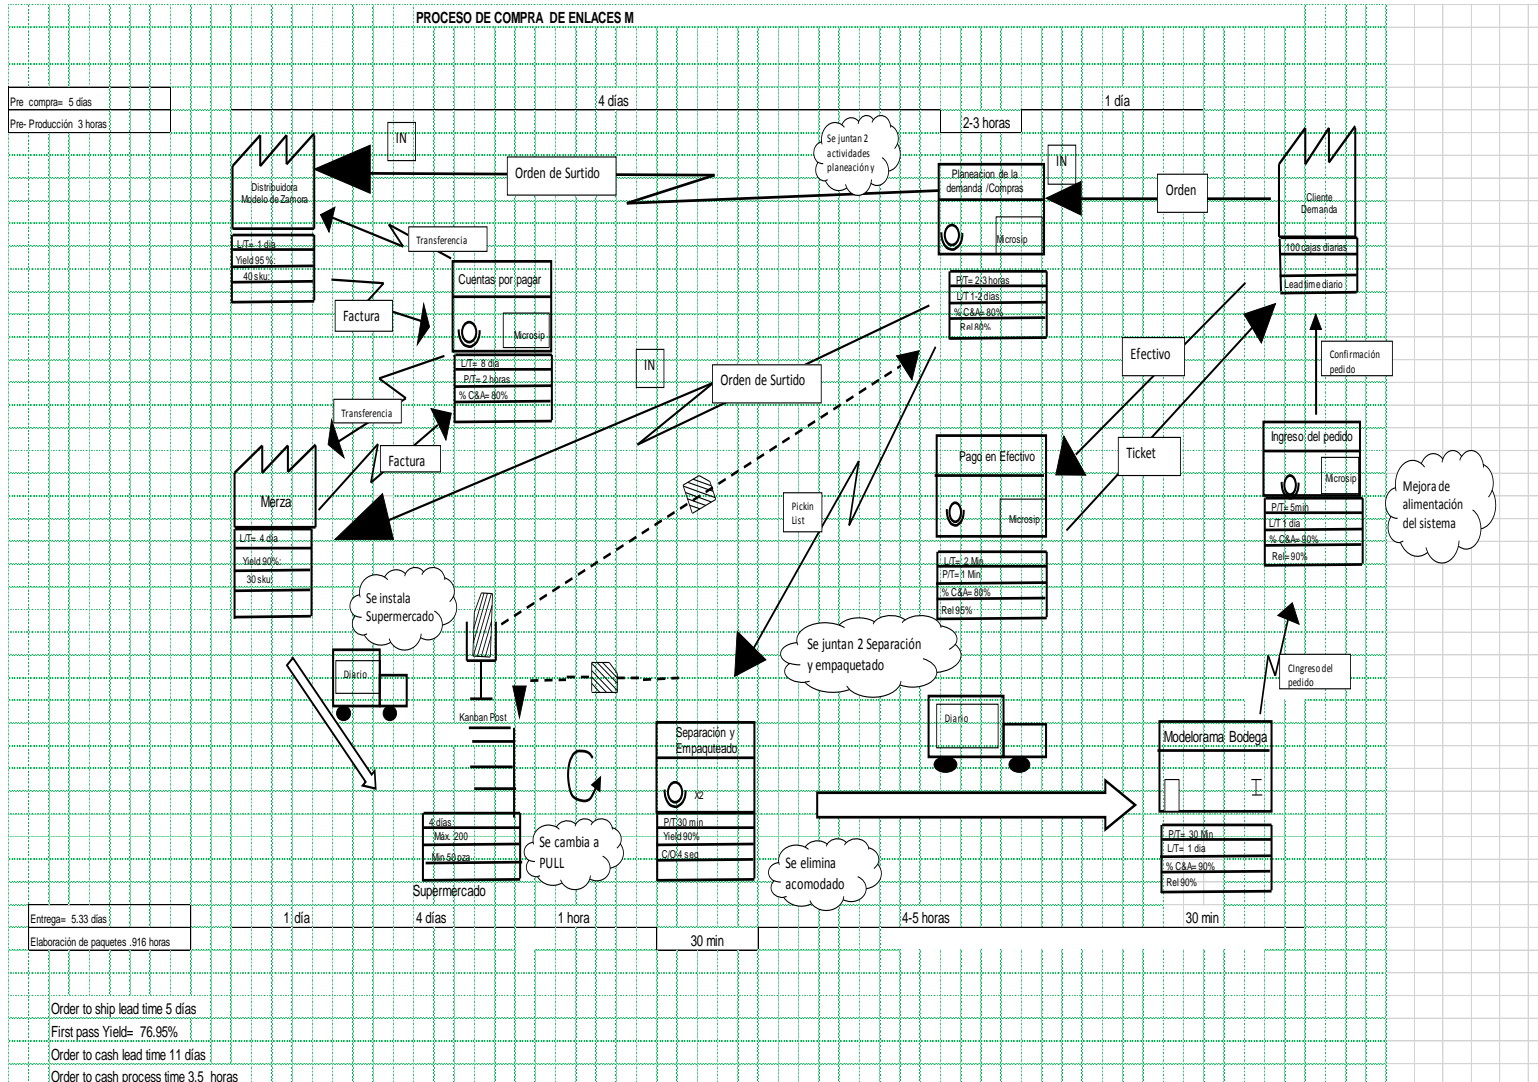 PROCESO DE COMPRA DE ENLACES M
Pre compra= 5 días
Pre- Producción 3 horas
4 días
2-3 horas
1 día
IN
Orden de Surtido
Se juntan 2
actividades
planeación y
Planeacion de la
demanda /Compras
Microsip
IN
Orden
Cliente
Demanda
100 cajas diarias
Lead time diario
Distribuidora
Modelo de Zamora
L/T= 1 día
Yield 95 %
40 sku
Transferencia
Cuentas por pagar
Microsip
L/T= 8 día
P/T= 2 horas
% C&A= 80%
Factura
P/T= 2-3 horas
L/T 1-2 días
% C&A= 80%
Rel 80%
IN
Orden de Surtido
Efectivo
Confirmación
pedido
Transferencia
Factura
Merza
L/T= 4 día
Yield 90%
30 sku
Pickin
List
Pago en Efectivo
Microsip
L/T= 2 Min
P/T= 1 Min
% C&A= 80%
Rel 95%
Ticket
Ingreso del pedido
Microsip
P/T= 5min
L/T 1 dia
% C&A= 90%
Rel= 90%
Mejora de
alimentación
del sistema
Se instala
Supermercado
Diario
Kanban Post
Se juntan 2 Separación
y empaquetado
CIngreso del
pedido
Diario
Separación y
Empaquteado
X2
P/T 30 min
Yield 90%
C/O 4 seg
Modelorama Bodega
P/T= 30 Min
L/T= 1 dia
% C&A= 90%
Rel 90%
4 días
Máx. 200
Min 58 pza
Supermercado
Se cambia a
PULL
Se elimina
acomodado
Entrega= 5.33 días
Elaboración de paquetes .916 horas
1 día
4 días
1 hora
30 min
4-5 horas
30 min
Order to ship lead time 5 días
First pass Yield= 76.95%
Order to cash lead time 11 días
Order to cash process time 3.5 horas